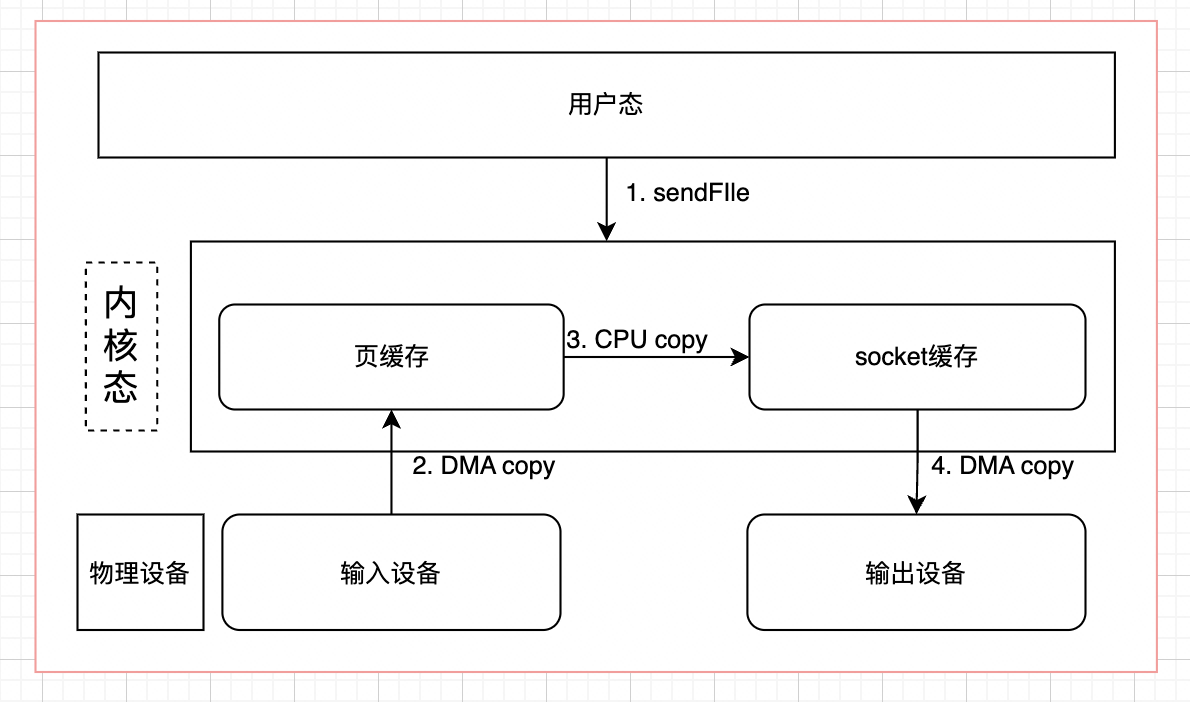 用户态
1. sendFIle
内
核
态
页缓存
3. CPU copy
socket缓存
2. DMA copy
4. DMA copy
物理设备
输入设备
输出设备